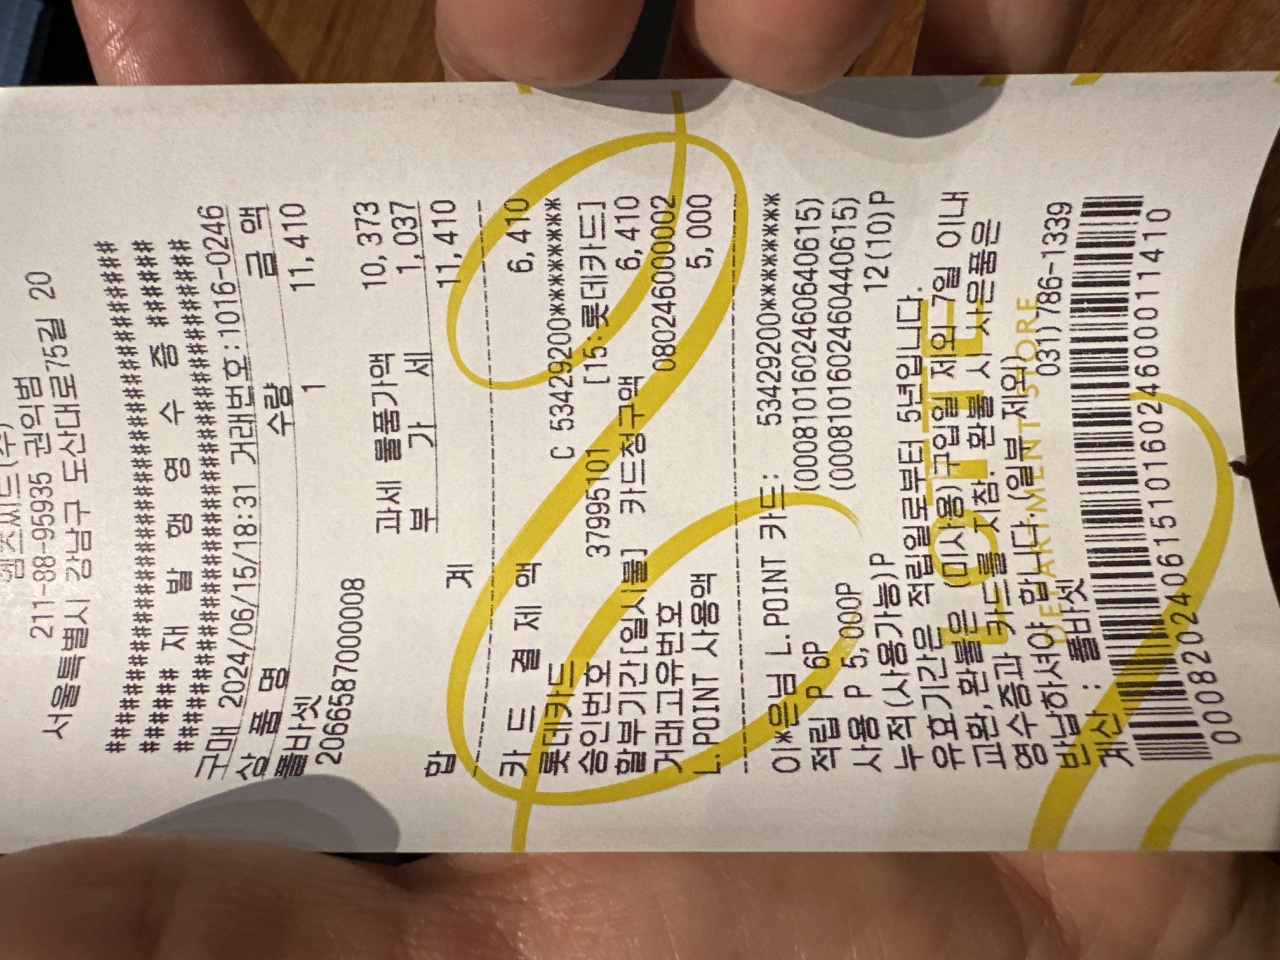 211-88-95935 권익범
서울특별시 강남구 도산대로75길 20
######################################
###### 재 발 행 영 수 증 ######
######################################
구매 2024/06/15/18:31 거래번호:1016-0246
상 품 명 수량 금 액
폴바셋 1 11,410
2066587000008
과세 물품가액 10,373
부 가 세 1,037
합 계 11,410
카 드 결 제 액 6,410
롯데카드 C 53429200**********
승인번호 37995101 [15:롯데카드]
할부기간[일시불] 카드청구액 6,410
거래고유번호 0802460000002
L.POINT 사용액 5,000
이*은님 L.POINT 카드: 53429200********
적립 P 6P (0008101602460640615)
사용 P 5,000P (0008101602460440615)
누적(사용가능)P 12(10)P
유효기간은 적립일로부터 5년입니다.
교환,환불은 (미사용)구입일 제외 7일 이내
영수증과 카드를 지참. 환불 시 사은품은
반납하셔야 합니다.(일부 제외)
계산 : 폴바셋 031)786-1339
0008202406151016024600011410
LOTTE
DEPARTMENT STORE